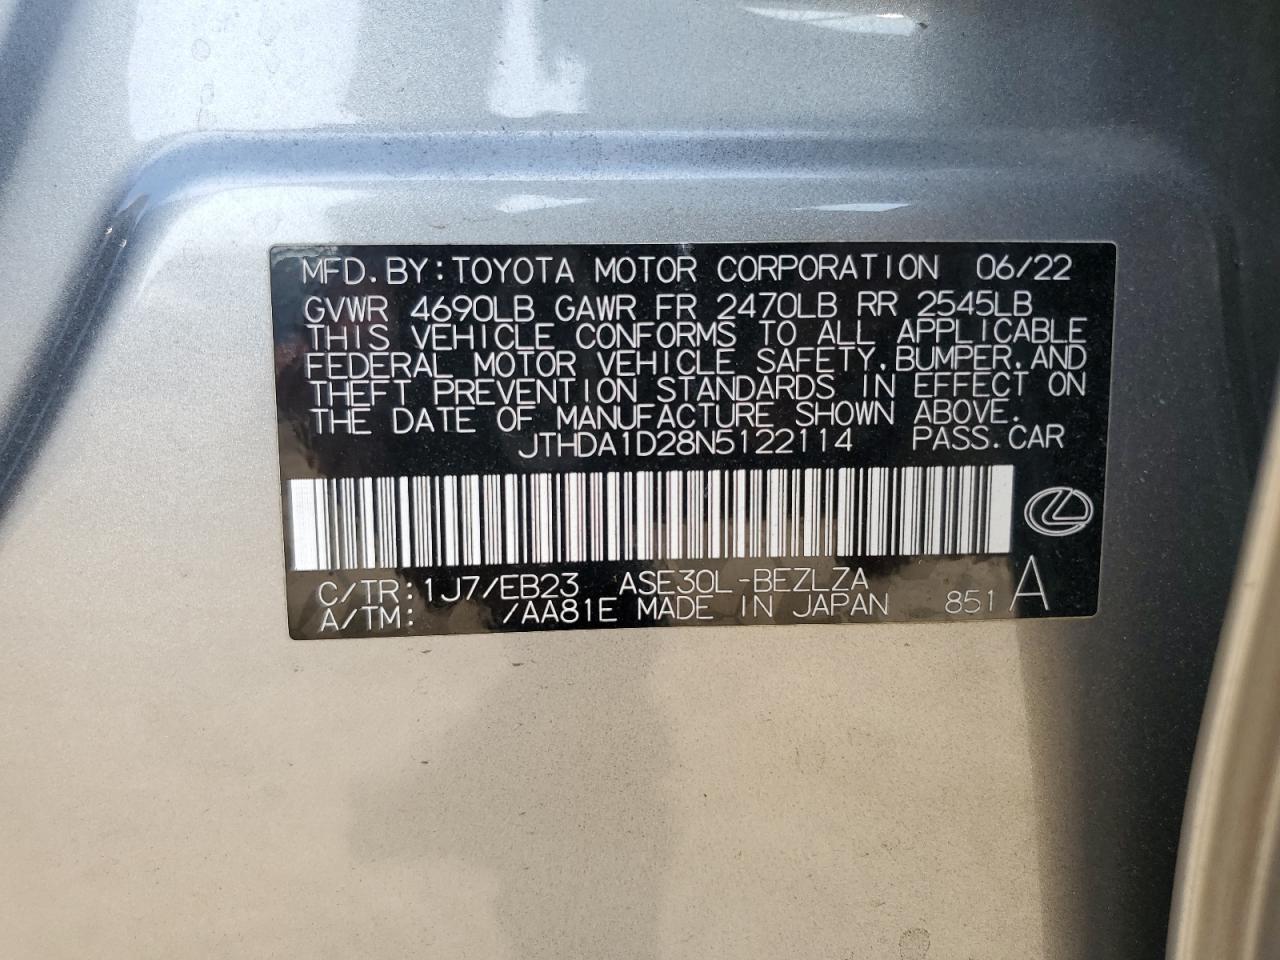 MFD.BY:TOYOTA MOTOR CORPORATION 06/22
GVWR 4690LB GAWR FR 2470LB RR 2545LB
THIS VEHICLE CONFORMS TO ALL APPLICABLE
FEDERAL MOTOR VEHICLE SAFETY,BUMPER,AND
THEFT PREVENTION STANDARDS IN EFFECT ON
THE DATE OF MANUFACTURE SHOWN ABOVE.
JTHDA1D28N5122114 PASS.CAR
C/TR:1J7/EB23 ASE30L-BEZLZA
A/TM: /AA81E MADE IN JAPAN 851 A